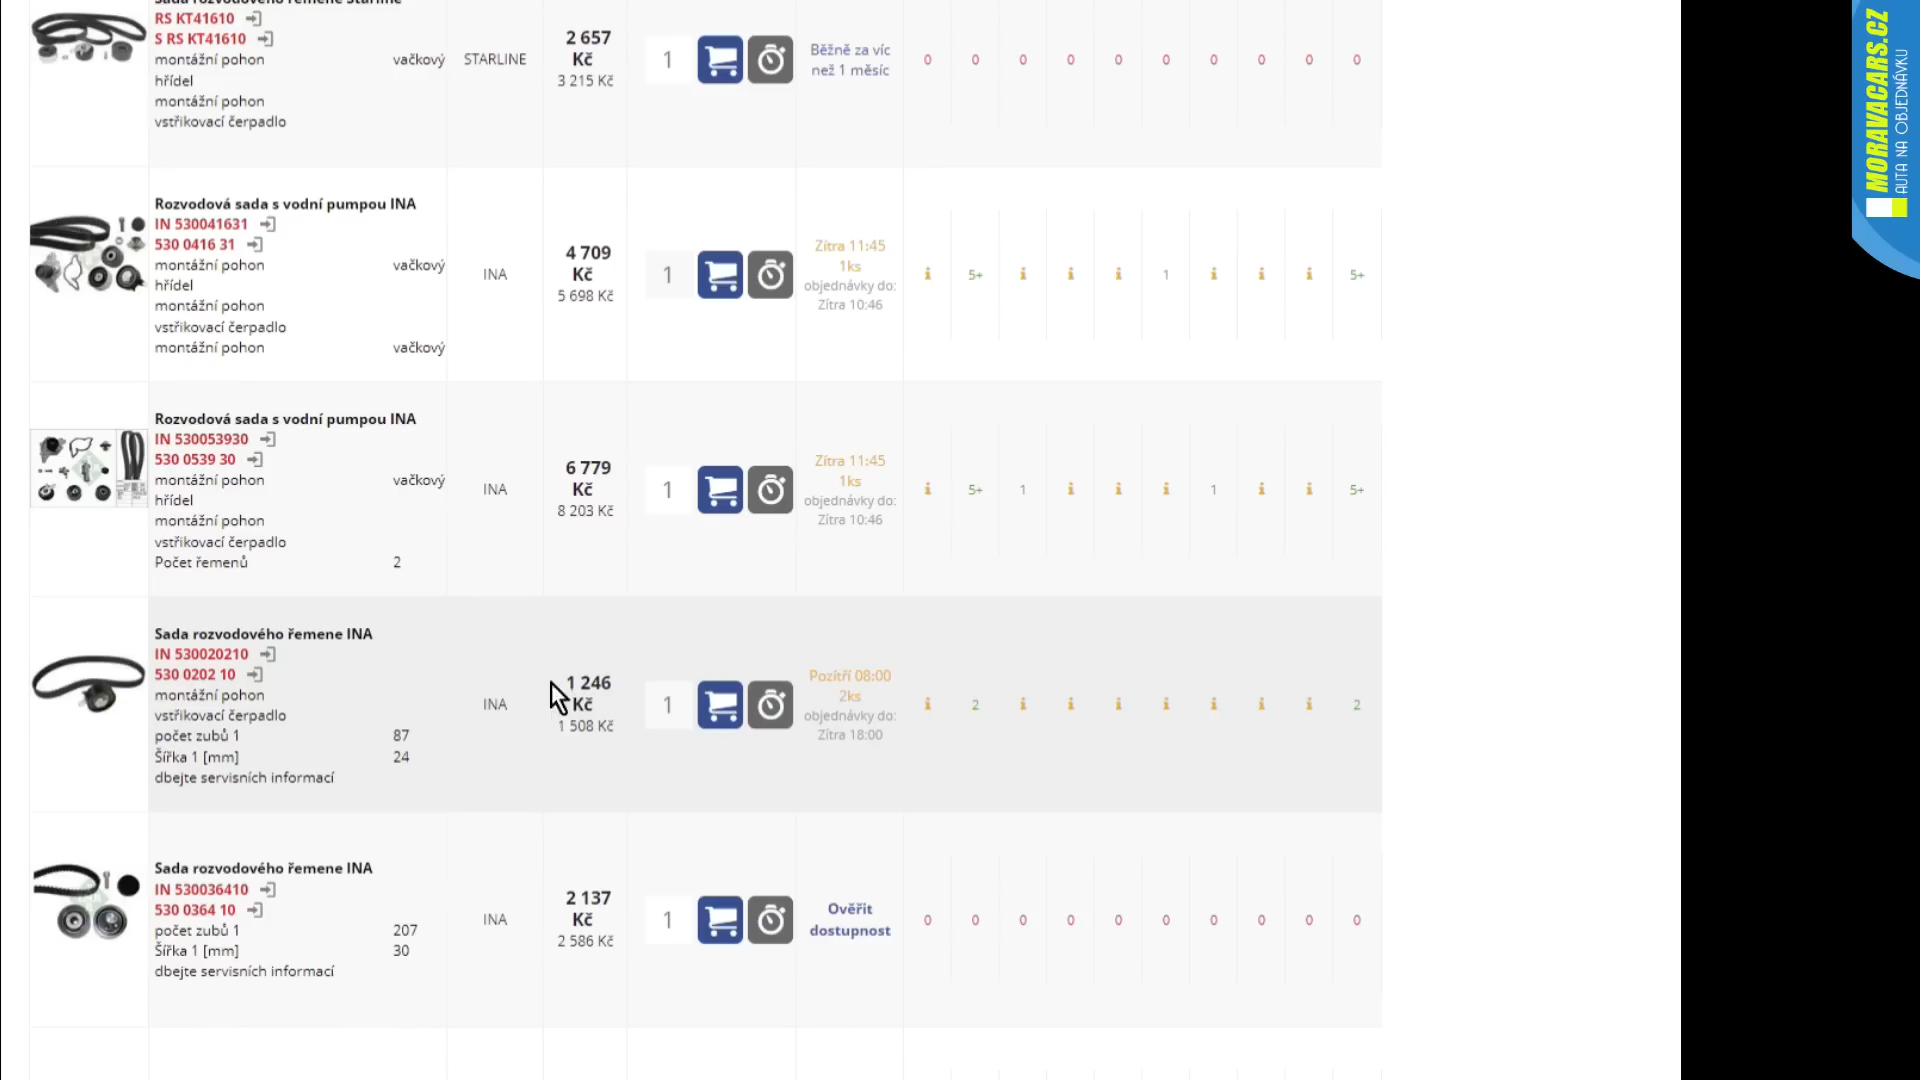 Sada rozvodového řemene Starline
RS KT41610
S RS KT41610
montážní pohon vačkový
hřídel
montážní pohon
vstřikovací čerpadlo
STARLINE
2 657
Kč
3 215 Kč
1
Běžně za víc
než 1 měsíc
0 0 0 0 0 0 0 0 0 0
Rozvodová sada s vodní pumpou INA
IN 530041631
530 0416 31
montážní pohon vačkový
hřídel
montážní pohon
vstřikovací čerpadlo
montážní pohon vačkový
INA
4 709
Kč
5 698 Kč
1
Zítra 11:45
1ks
objednávky do:
Zítra 10:46
i 5+ i i i 1 i i i 5+
Rozvodová sada s vodní pumpou INA
IN 530053930
530 0539 30
montážní pohon vačkový
hřídel
montážní pohon
vstřikovací čerpadlo
Počet řemenů 2
INA
6 779
Kč
8 203 Kč
1
Zítra 11:45
1ks
objednávky do:
Zítra 10:46
i 5+ 1 i i i 1 i i 5+
Sada rozvodového řemene INA
IN 530020210
530 0202 10
montážní pohon
vstřikovací čerpadlo
počet zubů 1 87
Šířka 1 [mm] 24
dbejte servisních informací
INA
1 246
Kč
1 508 Kč
1
Pozítří 08:00
2ks
objednávky do:
Zítra 18:00
i 2 i i i i i i i 2
Sada rozvodového řemene INA
IN 530036410
530 0364 10
počet zubů 1 207
Šířka 1 [mm] 30
dbejte servisních informací
INA
2 137
Kč
2 586 Kč
1
Ověřit
dostupnost
0 0 0 0 0 0 0 0 0 0
MORAVACARS.CZ
AUTA NA OBJEDNÁVKU